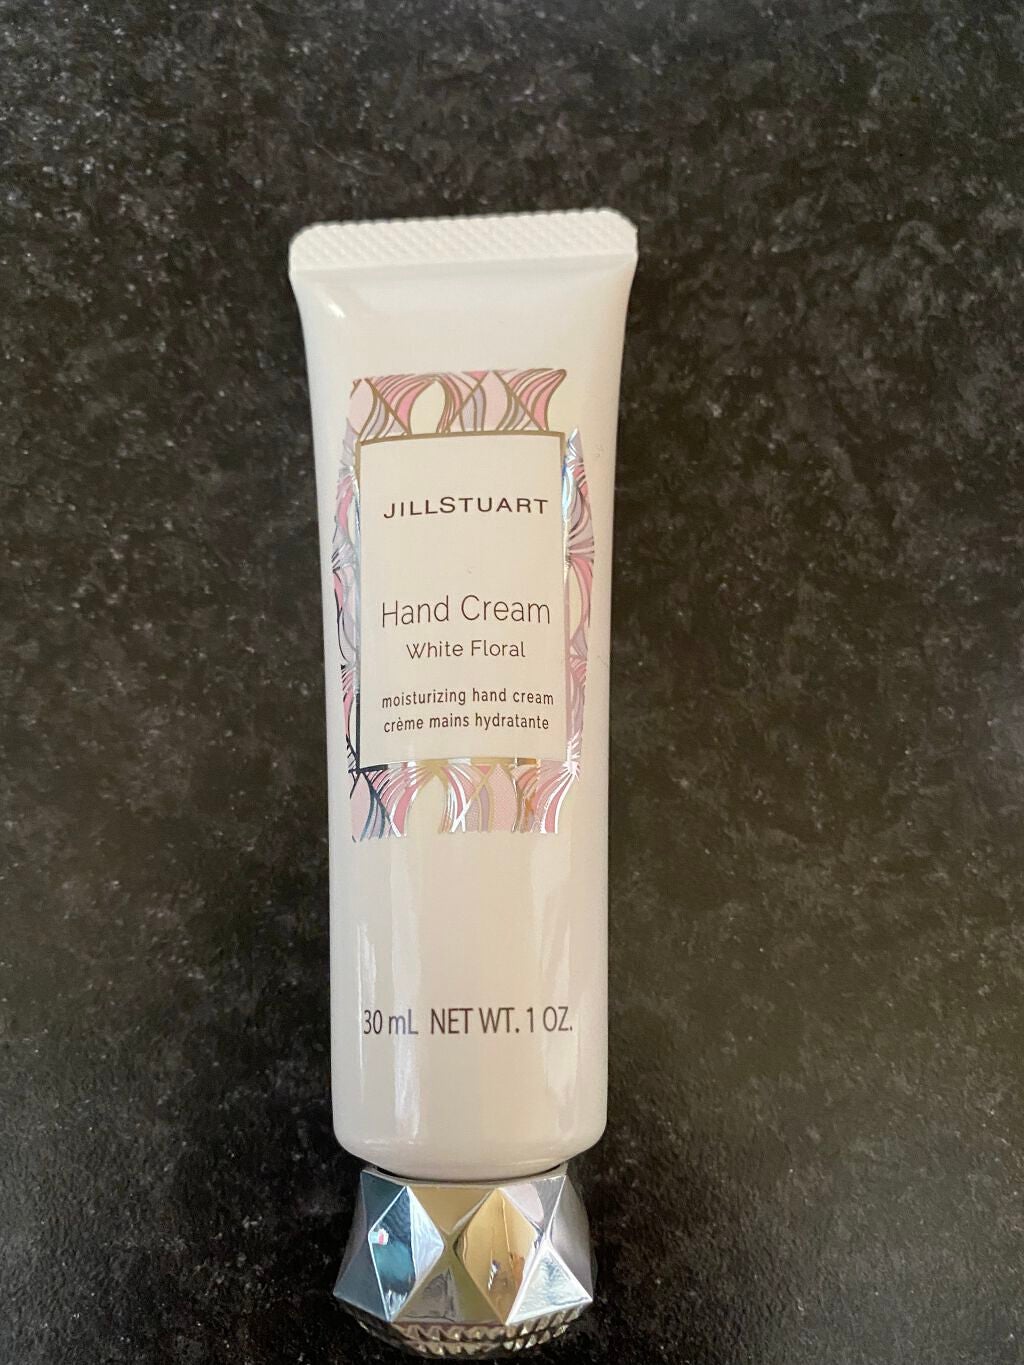 JILLSTUART
Hand Cream
White Floral
moisturizing hand cream
crème mains hydratante
30 mL NET WT. 1 OZ.